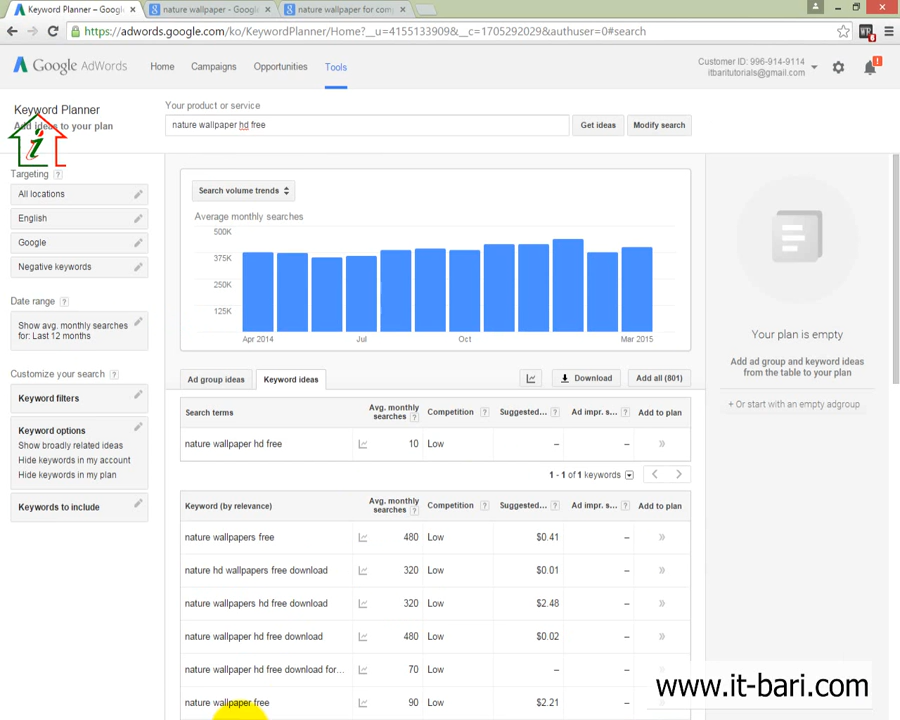 Keyword Planner – Google
nature wallpaper - Google
nature wallpaper for comp
https://adwords.google.com/ko/KeywordPlanner/Home?__u=4155133909&__c=1705292029&authuser=0#search
Google AdWords
Home
Campaigns
Opportunities
Tools
Customer ID: 996-914-9114
itbaritutorials@gmail.com
Keyword Planner
Add ideas to your plan
Your product or service
nature wallpaper hd free
Get ideas
Modify search
Targeting ?
All locations
English
Google
Negative keywords
Date range ?
Show avg. monthly searches
for: Last 12 months
Customize your search ?
Keyword filters
Keyword options
Show broadly related ideas
Hide keywords in my account
Hide keywords in my plan
Keywords to include
Search volume trends
Average monthly searches
500K
375K
250K
125K
Apr 2014 Jul Oct Mar 2015
Ad group ideas
Keyword ideas
Download
Add all (801)
Search terms Avg. monthly searches ? Competition ? Suggested... ? Ad impr. s... ? Add to plan
nature wallpaper hd free 10 Low – – »
1 - 1 of 1 keywords
Keyword (by relevance) Avg. monthly searches ? Competition ? Suggested... ? Ad impr. s... ? Add to plan
nature wallpapers free 480 Low $0.41 – »
nature hd wallpapers free download 320 Low $0.01 – »
nature wallpapers hd free download 320 Low $2.48 – »
nature wallpaper hd free download 480 Low $0.02 – »
nature wallpaper hd free download for... 70 Low – –
nature wallpaper free 90 Low $2.21 –
Your plan is empty
Add ad group and keyword ideas
from the table to your plan
+ Or start with an empty adgroup
www.it-bari.com